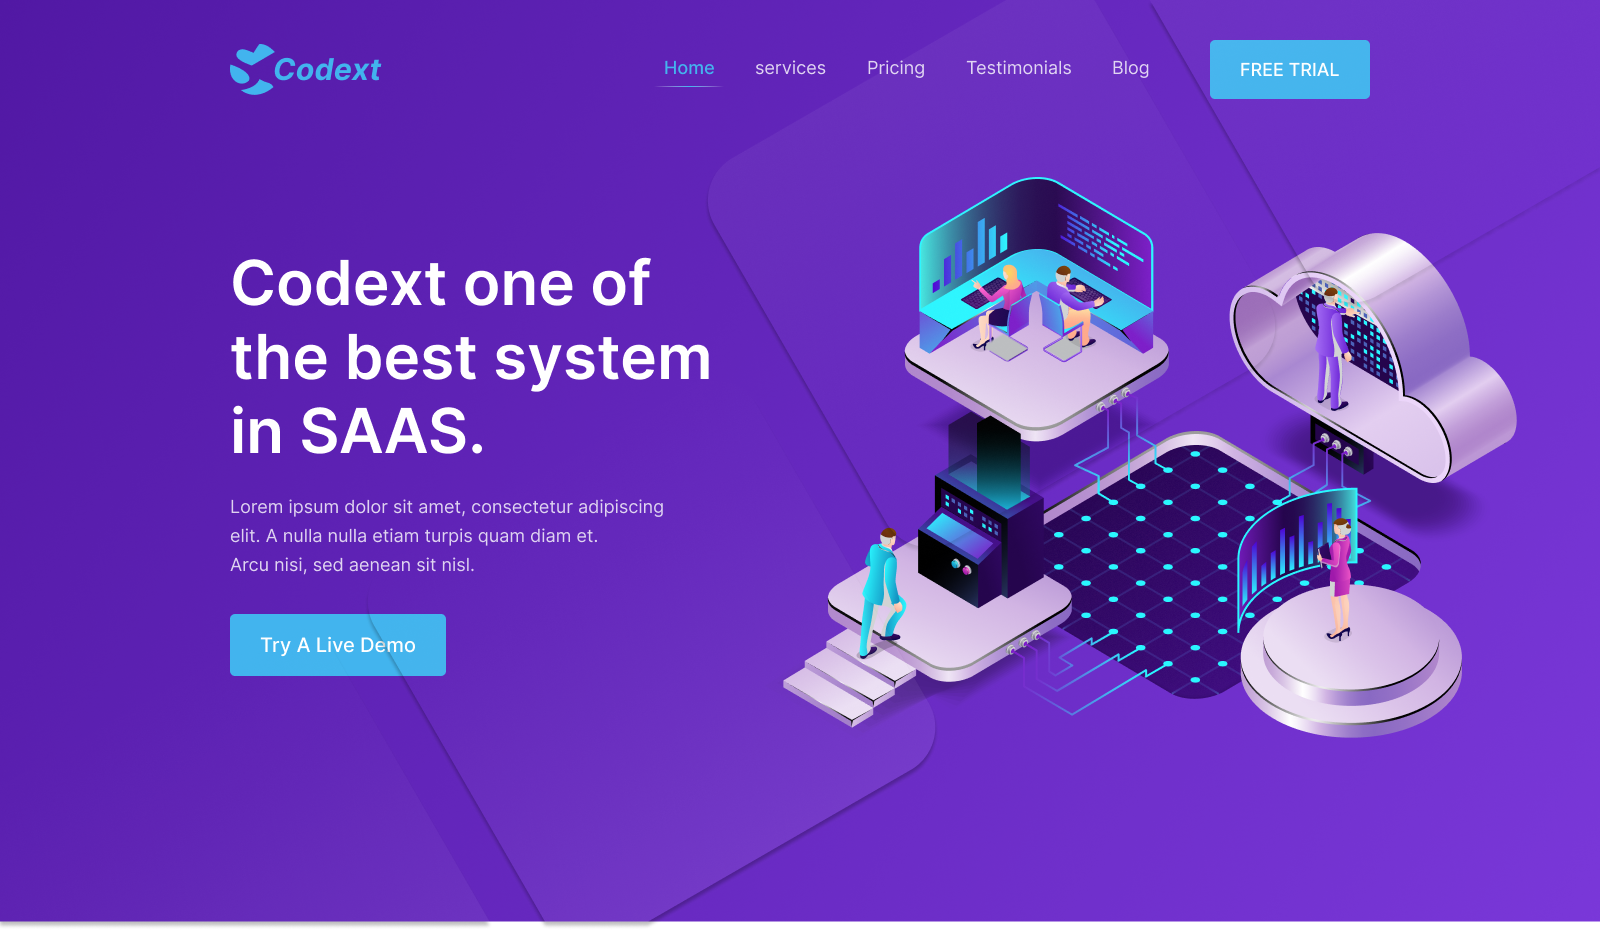 Codext
Home services Pricing Testimonials Blog
FREE TRIAL
Codext one of
the best system
in SAAS.
Lorem ipsum dolor sit amet, consectetur adipiscing
elit. A nulla nulla etiam turpis quam diam et.
Arcu nisi, sed aenean sit nisl.
Try A Live Demo